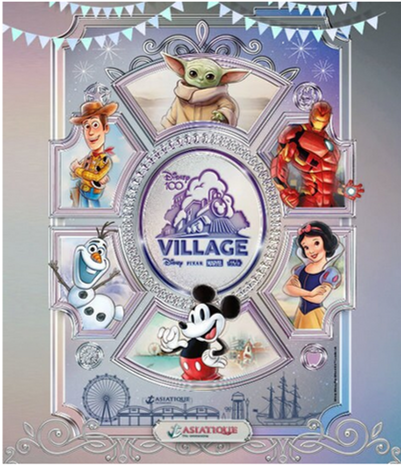 Disney
100
VILLAGE
Disney PIXAR MARVEL STAR WARS
ASIATIQUE
ASIATIQUE